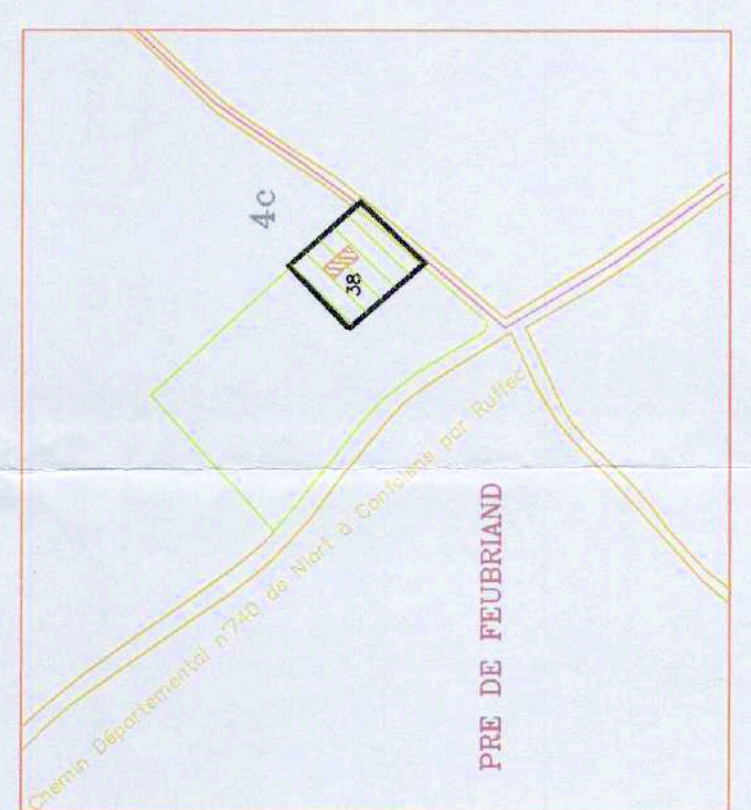 4c
38
Chemin Départemental n°740 de Niort à Confolens par Ruffec
PRE DE FEUBRIAND